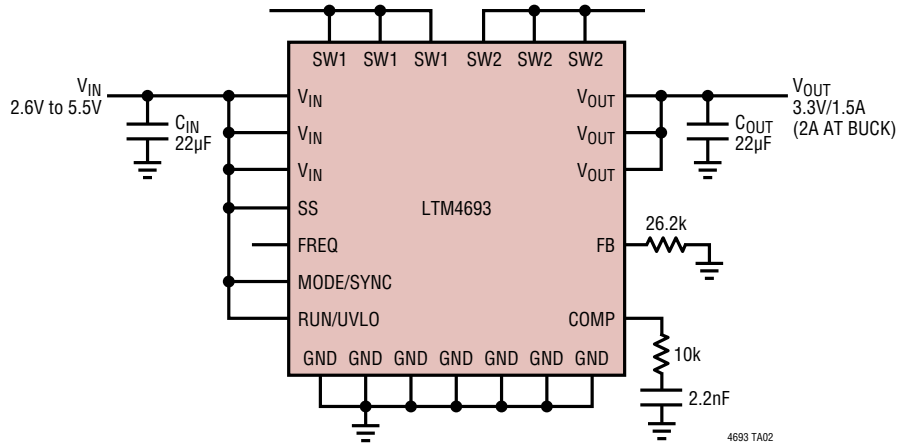 SW1 SW1 SW1 SW2 SW2 SW2
VIN
2.6V to 5.5V
CIN
22µF
VIN
VIN
VIN
SS
FREQ
MODE/SYNC
RUN/UVLO
LTM4693
VOUT
VOUT
VOUT
FB
COMP
GND GND GND GND GND GND GND
COUT
22µF
VOUT
3.3V/1.5A
(2A AT BUCK)
26.2k
10k
2.2nF
4693 TA02